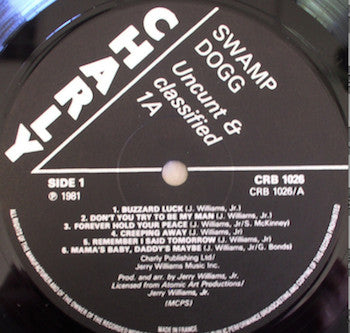 CHARLY
SWAMP
DOGG
Uncunt &
classified
1A
SIDE 1
℗ 1981
CRB 1026
CRB 1026/A
1. BUZZARD LUCK (J. Williams, Jr.)
2. DON'T YOU TRY TO BE MY MAN (J. Williams, Jr.)
3. FOREVER HOLD YOUR PEACE (J. Williams, Jr/S. McKinney)
4. CREEPING AWAY (J. Williams, Jr)
5. REMEMBER I SAID TOMORROW (J. Williams, Jr)
6. MAMA'S BABY, DADDY'S MAYBE (J. Williams, Jr/G. Bonds)
Charly Publishing Ltd/
Jerry Williams Music Inc.
Prod. and arr. by Jerry Williams, Jr.
Licensed from Atomic Art Productions/
Jerry Williams, Jr.
(MCPS)
MADE IN FRANCE